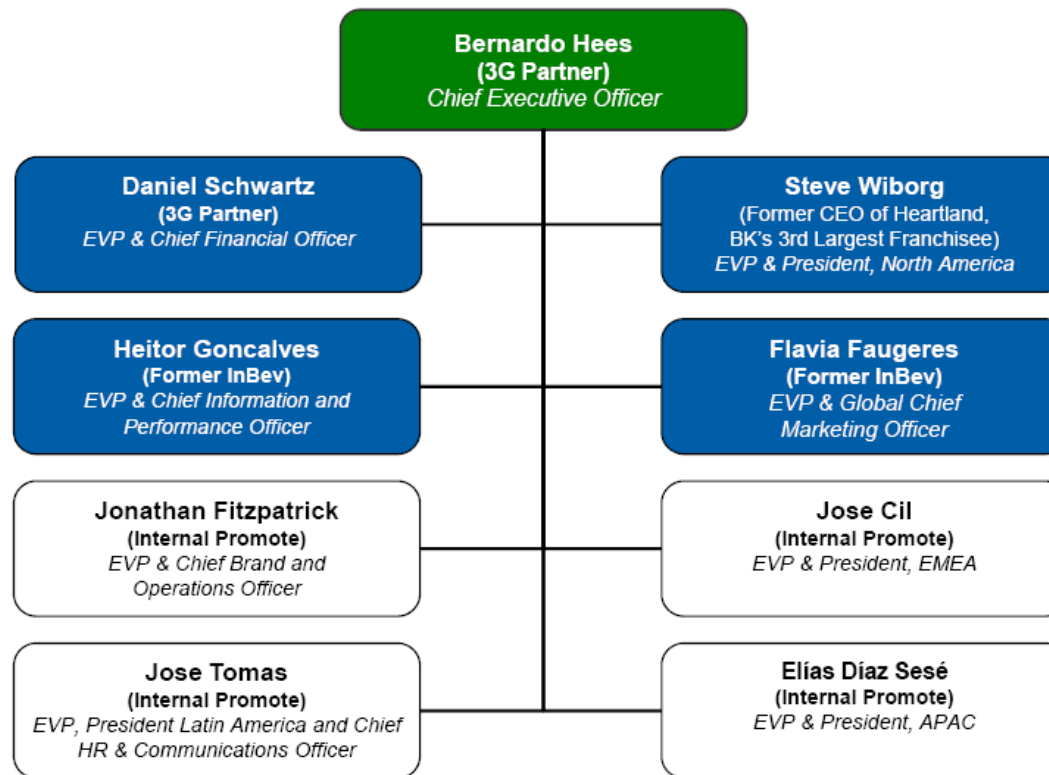 Bernardo Hees
(3G Partner)
Chief Executive Officer
Daniel Schwartz
(3G Partner)
EVP & Chief Financial Officer
Steve Wiborg
(Former CEO of Heartland,
BK's 3rd Largest Franchisee)
EVP & President, North America
Heitor Goncalves
(Former InBev)
EVP & Chief Information and
Performance Officer
Flavia Faugeres
(Former InBev)
EVP & Global Chief
Marketing Officer
Jonathan Fitzpatrick
(Internal Promote)
EVP & Chief Brand and
Operations Officer
Jose Cil
(Internal Promote)
EVP & President, EMEA
Jose Tomas
(Internal Promote)
EVP, President Latin America and Chief
HR & Communications Officer
Elías Díaz Sesé
(Internal Promote)
EVP & President, APAC